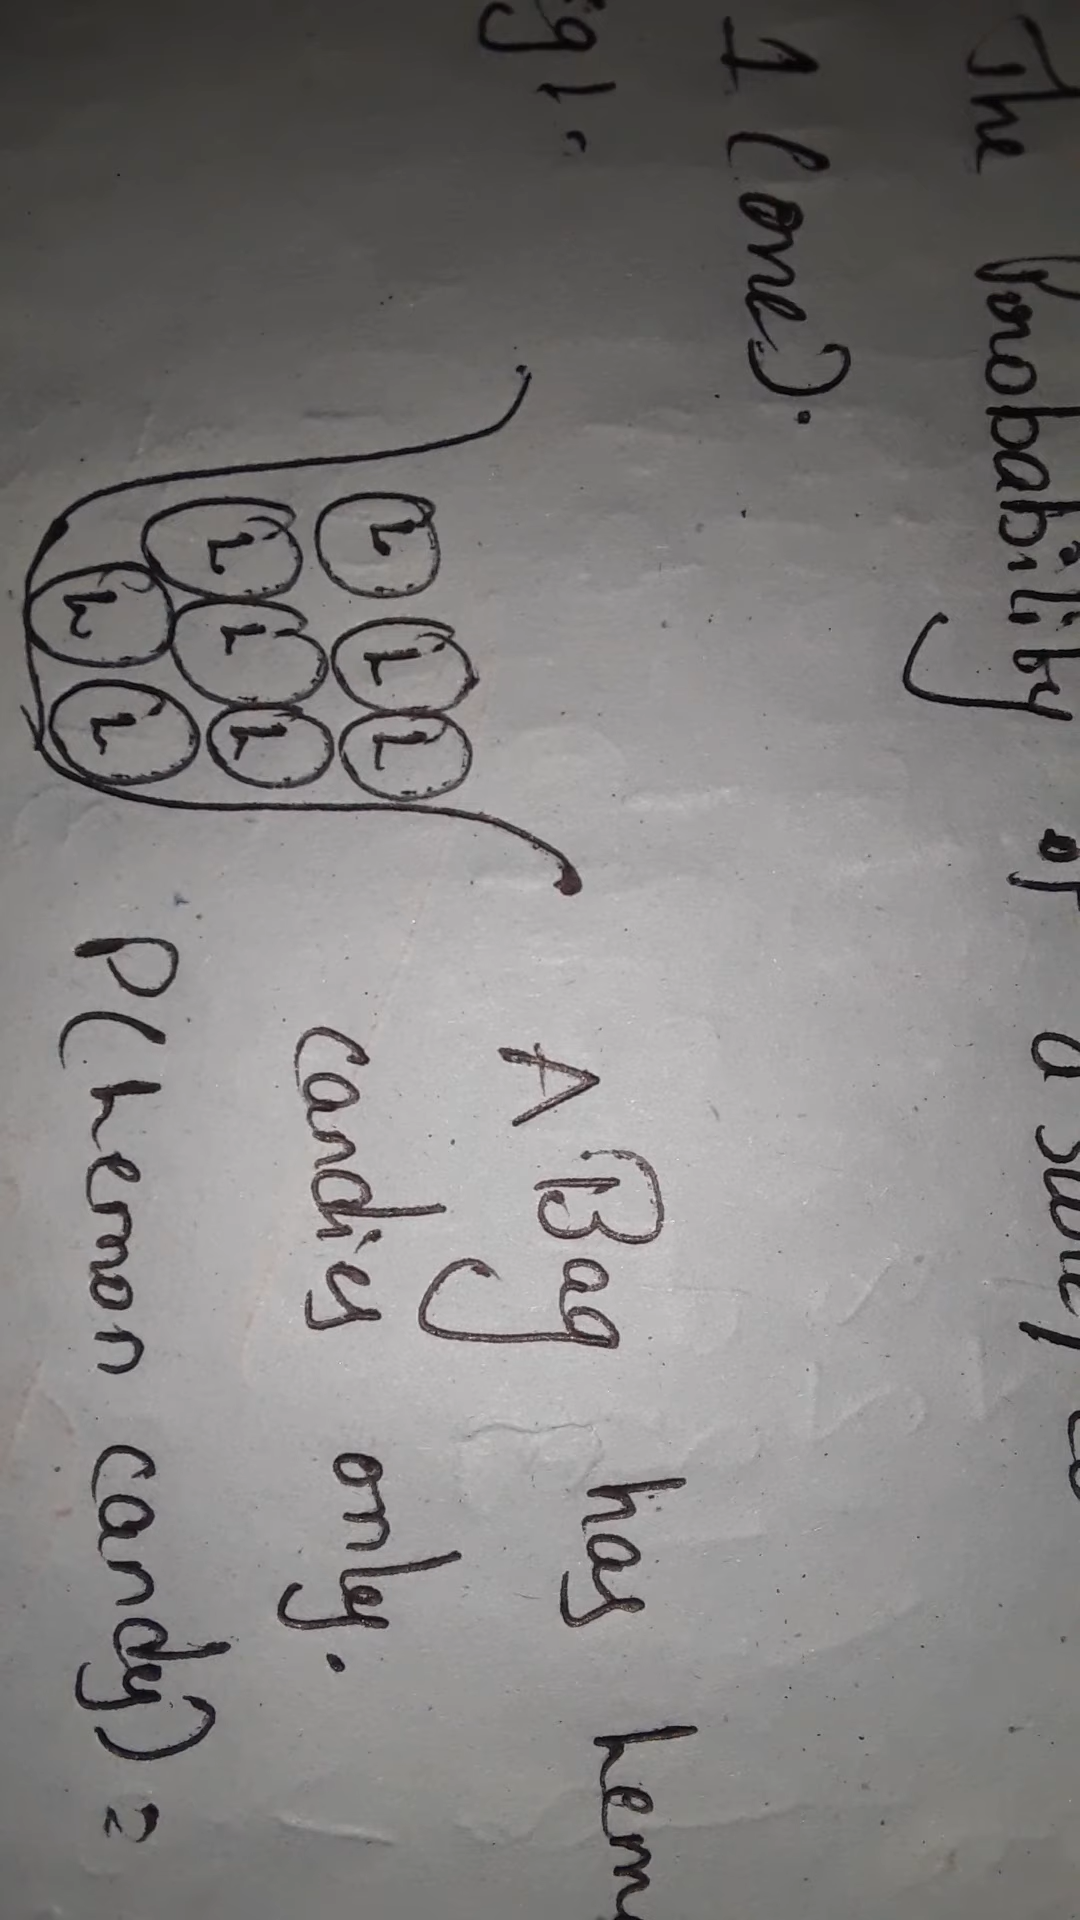 The Probability of a sure
1 (one).
eg1.
L L L
L L L
L L
A Bag has Lem
candies only.
P(Lemon candy) =